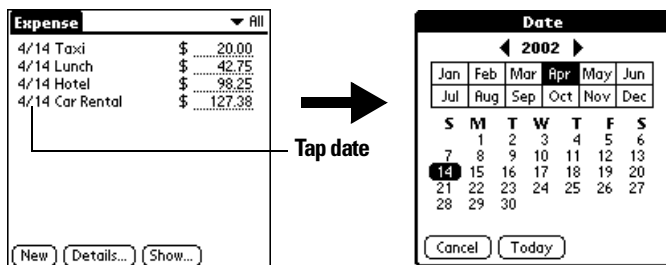 Expense
All
4/14 Taxi $ 20.00
4/14 Lunch $ 42.75
4/14 Hotel $ 98.25
4/14 Car Rental $ 127.38
New Details... Show...
Tap date
Date
2002
Jan Feb Mar Apr May Jun
Jul Aug Sep Oct Nov Dec
S M T W T F S
1 2 3 4 5 6
7 8 9 10 11 12 13
14 15 16 17 18 19 20
21 22 23 24 25 26 27
28 29 30
Cancel Today